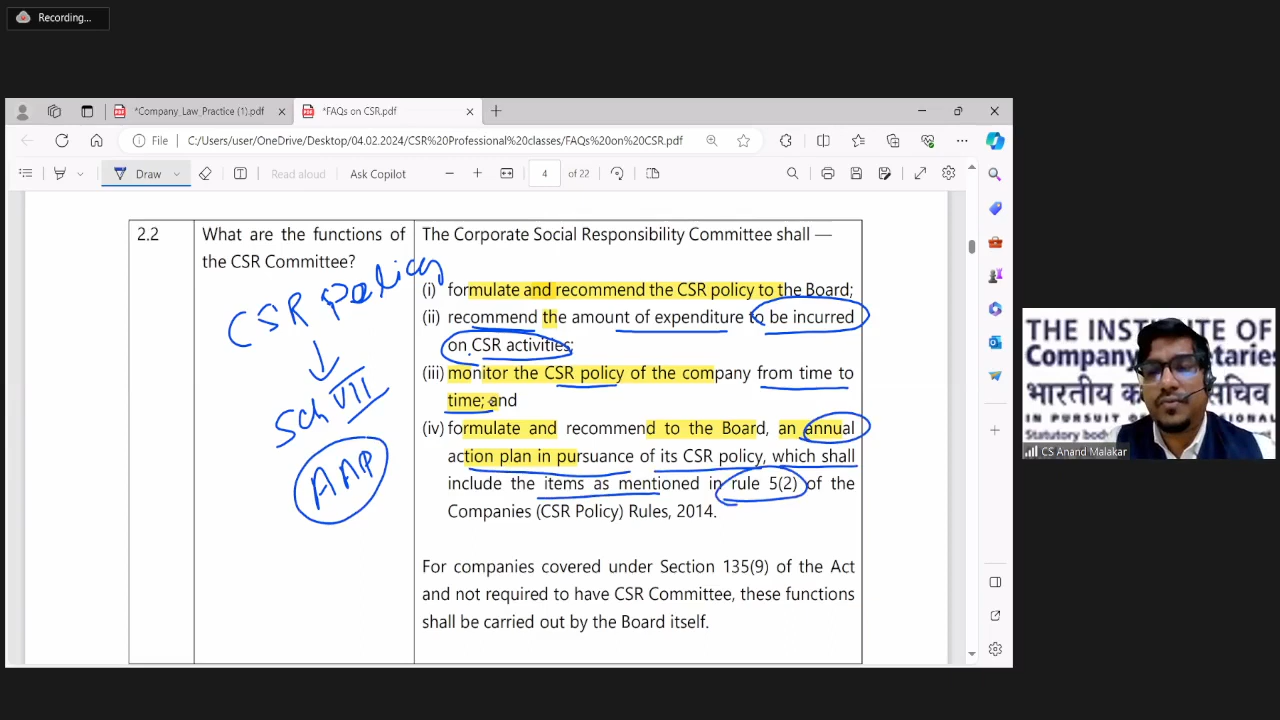 Recording...
*Company_Law_Practice (1).pdf
*FAQs on CSR.pdf
File
C:/Users/user/OneDrive/Desktop/04.02.2024/CSR%20Professional%20classes/FAQs%20on%20CSR.pdf
Draw
Read aloud
Ask Copilot
4
of 22
2.2
What are the functions of
the CSR Committee?
CSR Policy
Sch VII
AAP
The Corporate Social Responsibility Committee shall —
(i) formulate and recommend the CSR policy to the Board;
(ii) recommend the amount of expenditure to be incurred
on CSR activities;
(iii) monitor the CSR policy of the company from time to
time; and
(iv) formulate and recommend to the Board, an annual
action plan in pursuance of its CSR policy, which shall
include the items as mentioned in rule 5(2) of the
Companies (CSR Policy) Rules, 2014.
For companies covered under Section 135(9) of the Act
and not required to have CSR Committee, these functions
shall be carried out by the Board itself.
THE INSTITUTE OF
Company
भारतीय
सचिव
IN PURSUIT OF
Statutory
CS Anand Malakar